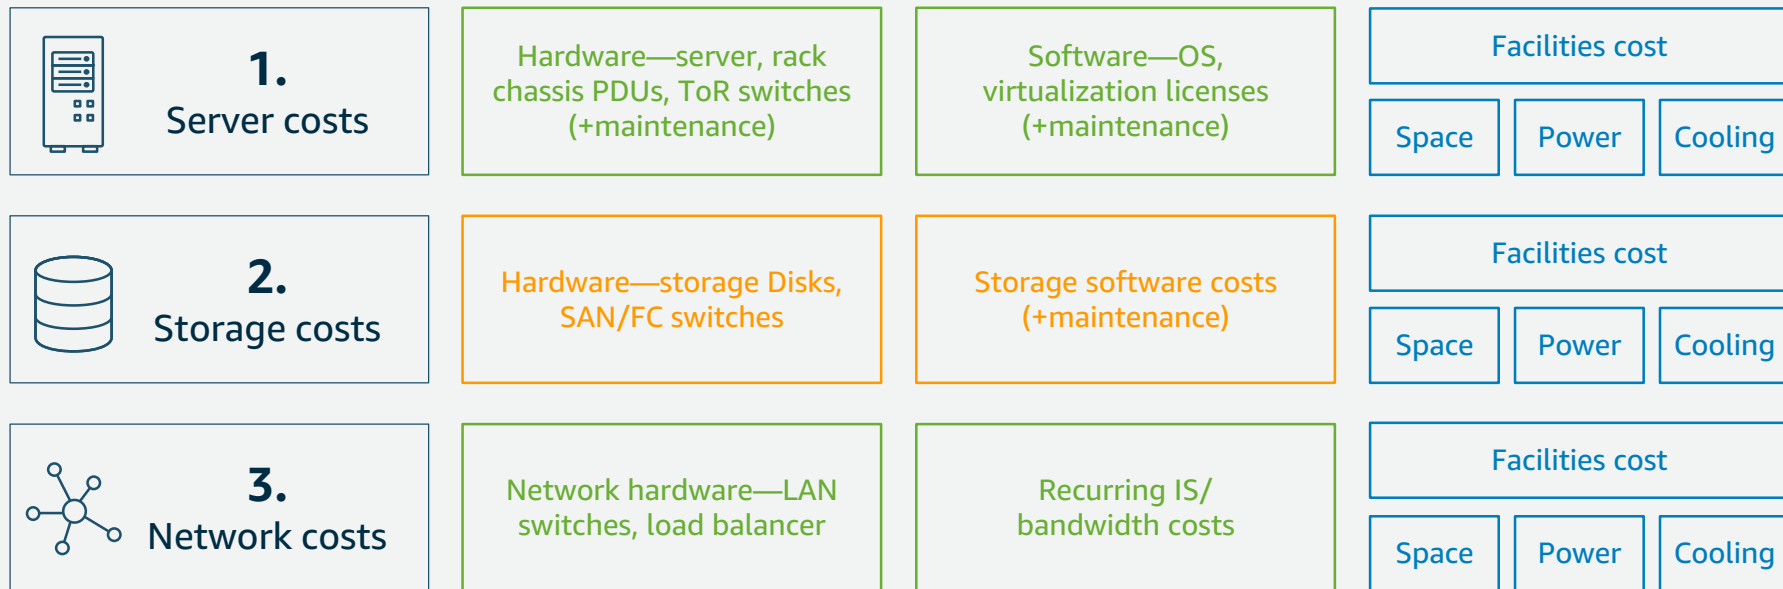 1.
Server costs
Hardware—server, rack
chassis PDUs, ToR switches
(+maintenance)
Software—OS,
virtualization licenses
(+maintenance)
Facilities cost
Space
Power
Cooling
2.
Storage costs
Hardware—storage Disks,
SAN/FC switches
Storage software costs
(+maintenance)
Facilities cost
Space
Power
Cooling
3.
Network costs
Network hardware—LAN
switches, load balancer
Recurring IS/
bandwidth costs
Facilities cost
Space
Power
Cooling